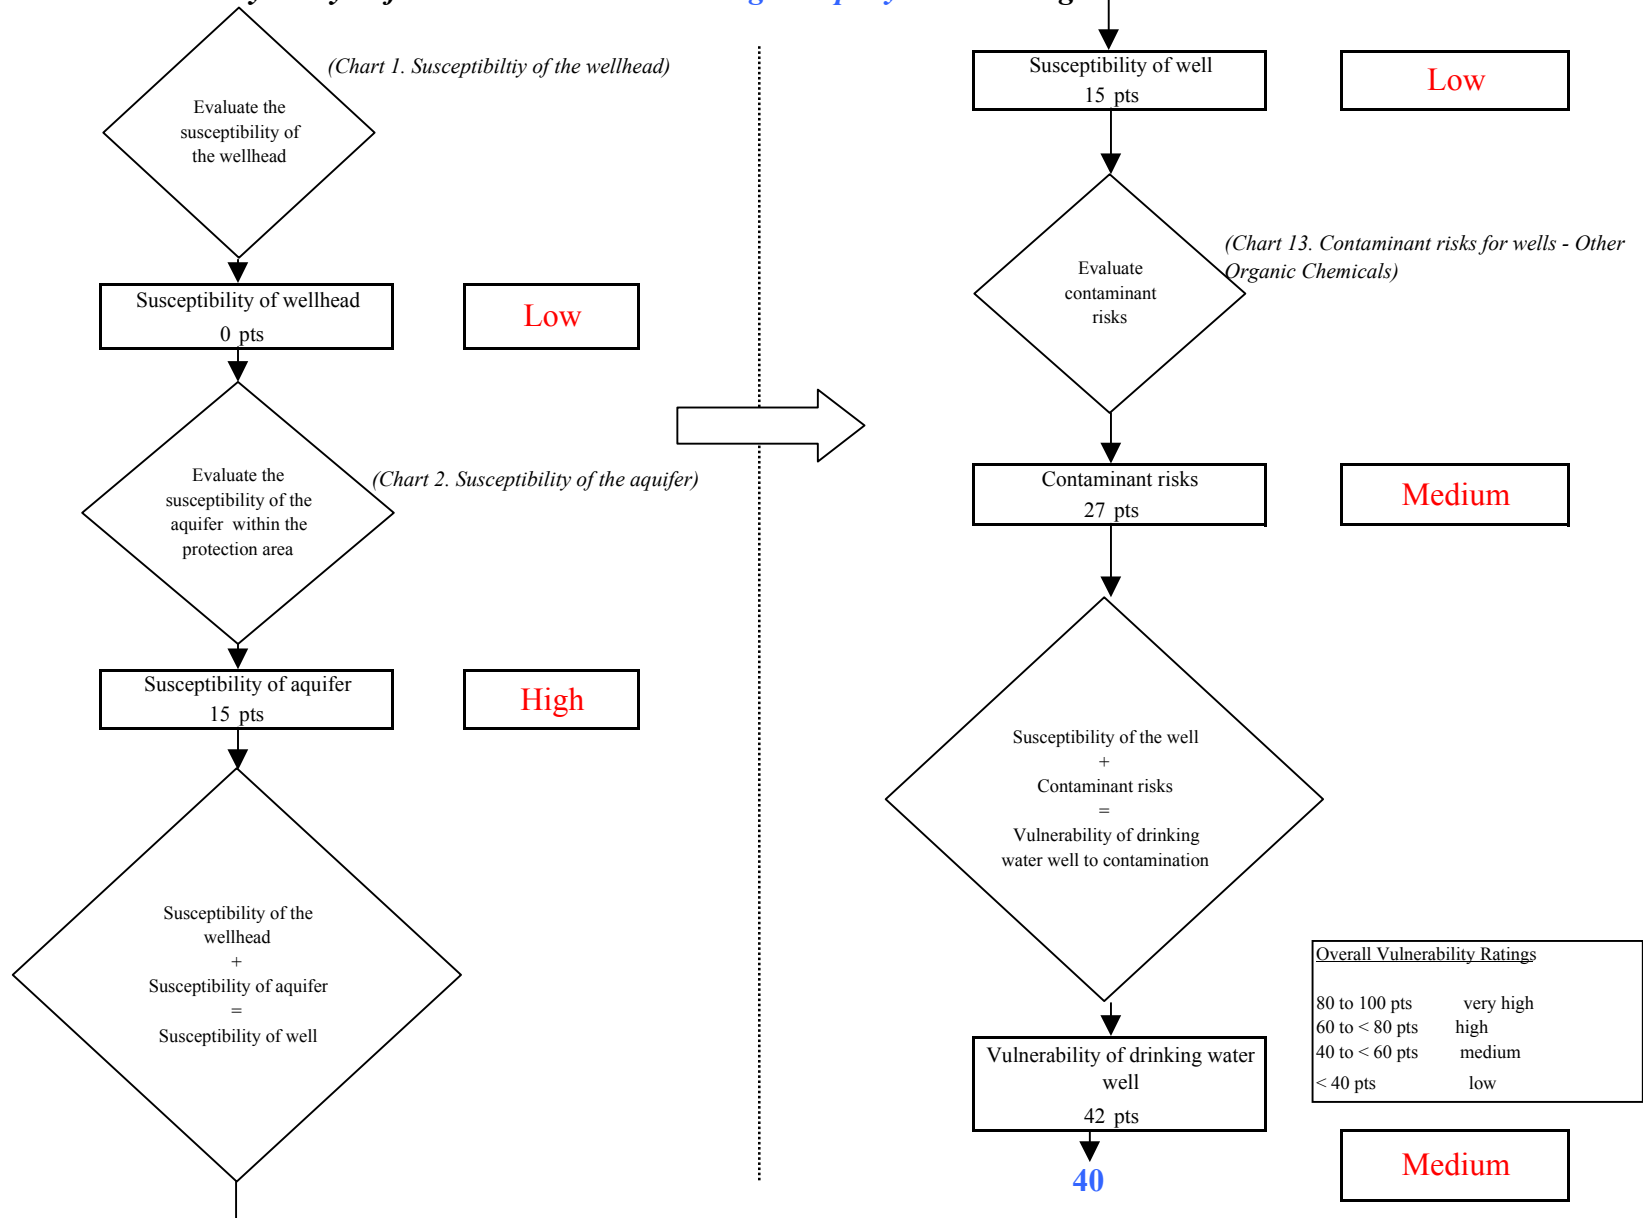 (Chart 1. Susceptibiltiy of the wellhead)
Evaluate the
susceptibility of
the wellhead
Susceptibility of wellhead
0 pts
Low
Evaluate the
susceptibility of the
aquifer within the
protection area
(Chart 2. Susceptibility of the aquifer)
Susceptibility of aquifer
15 pts
High
Susceptibility of the
wellhead
+
Susceptibility of aquifer
=
Susceptibility of well
Susceptibility of well
15 pts
Low
Evaluate
contaminant
risks
(Chart 13. Contaminant risks for wells - Other
Organic Chemicals)
Contaminant risks
27 pts
Medium
Susceptibility of the well
+
Contaminant risks
=
Vulnerability of drinking
water well to contamination
Overall Vulnerability Ratings
80 to 100 pts very high
60 to < 80 pts high
40 to < 60 pts medium
< 40 pts low
Vulnerability of drinking water
well
42 pts
40
Medium